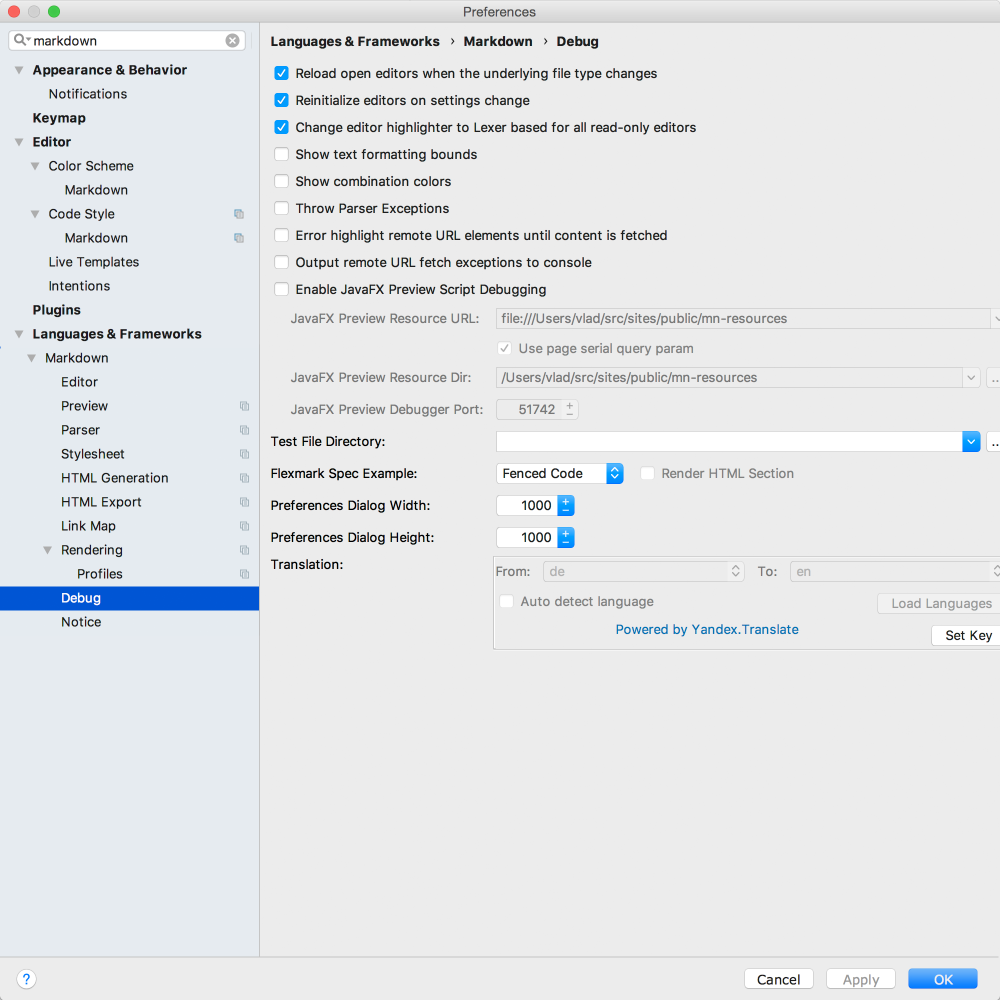 Preferences
markdown
Appearance & Behavior
Notifications
Keymap
Editor
Color Scheme
Markdown
Code Style
Markdown
Live Templates
Intentions
Plugins
Languages & Frameworks
Markdown
Editor
Preview
Parser
Stylesheet
HTML Generation
HTML Export
Link Map
Rendering
Profiles
Debug
Notice
Languages & Frameworks › Markdown › Debug
Reload open editors when the underlying file type changes
Reinitialize editors on settings change
Change editor highlighter to Lexer based for all read-only editors
Show text formatting bounds
Show combination colors
Throw Parser Exceptions
Error highlight remote URL elements until content is fetched
Output remote URL fetch exceptions to console
Enable JavaFX Preview Script Debugging
JavaFX Preview Resource URL: file:///Users/vlad/src/sites/public/mn-resources
Use page serial query param
JavaFX Preview Resource Dir: /Users/vlad/src/sites/public/mn-resources ..
JavaFX Preview Debugger Port: 51742
Test File Directory: ..
Flexmark Spec Example: Fenced Code Render HTML Section
Preferences Dialog Width: 1000
Preferences Dialog Height: 1000
Translation:
From: de To: en
Auto detect language Load Languages
Powered by Yandex.Translate
Set Key
? Cancel Apply OK